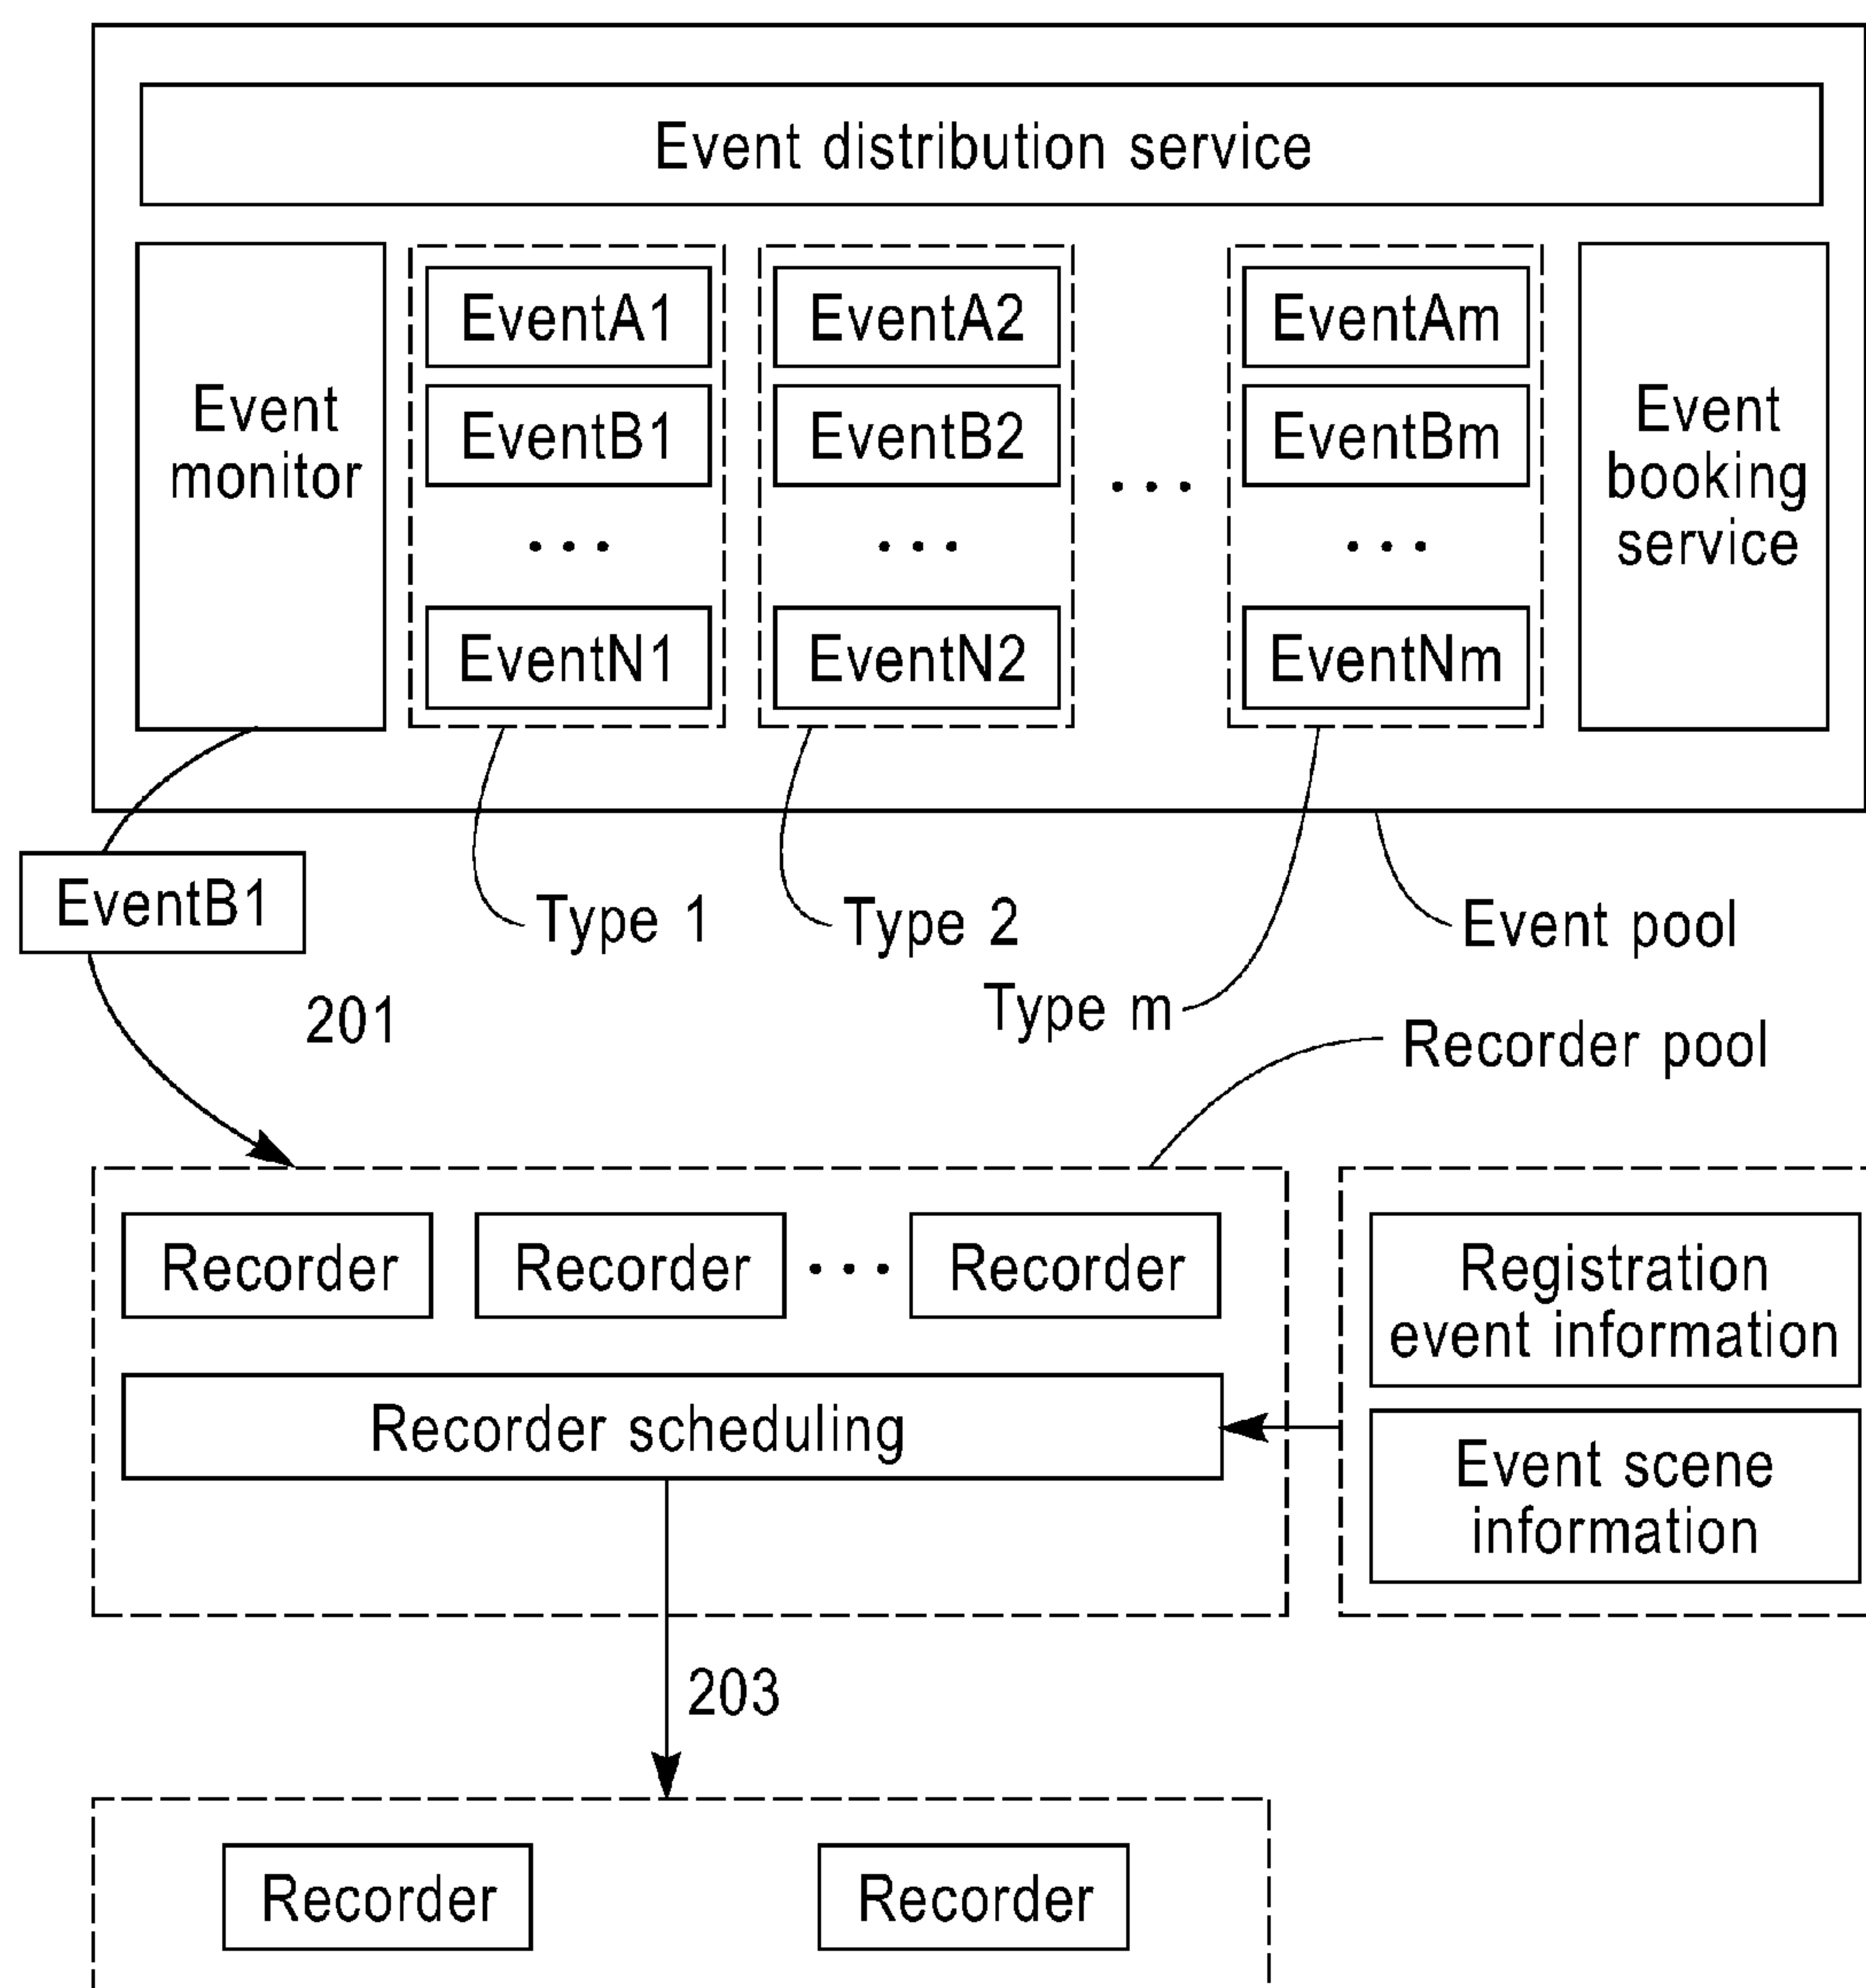 Event distribution service
Event
monitor
EventA1
EventB1
...
EventN1
EventA2
EventB2
...
EventN2
...
EventAm
EventBm
...
EventNm
Event
booking
service
EventB1
Type 1
Type 2
Type m
Event pool
201
Recorder pool
Recorder
Recorder
...
Recorder
Recorder scheduling
Registration
event information
Event scene
information
203
Recorder
Recorder